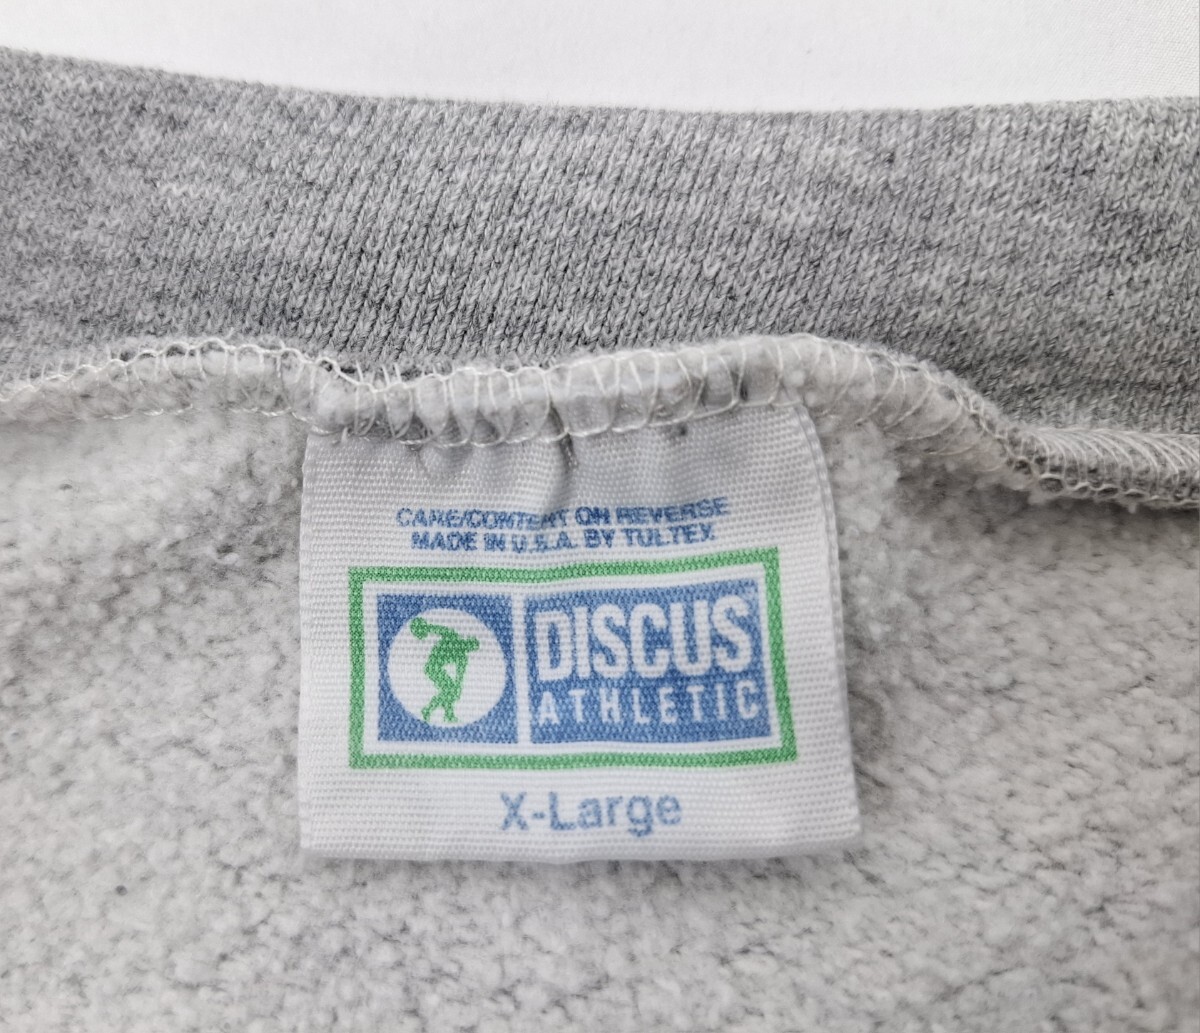 CARE/CONTENT ON REVERSE
MADE IN U.S.A. BY TULTEX
DISCUS
ATHLETIC
X-Large